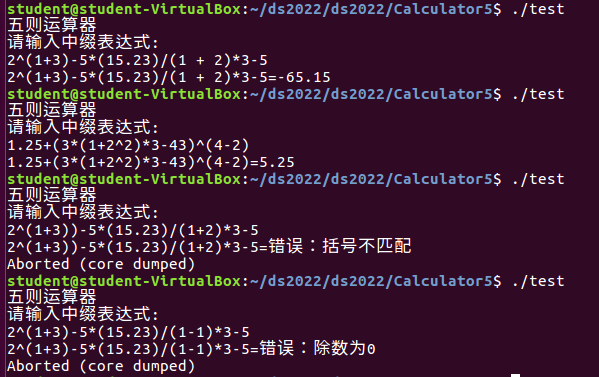 student@student-VirtualBox:~/ds2022/ds2022/Calculator5$ ./test
五则运算器
请输入中缀表达式:
2^(1+3)-5*(15.23)/(1 + 2)*3-5
2^(1+3)-5*(15.23)/(1 + 2)*3-5=-65.15
student@student-VirtualBox:~/ds2022/ds2022/Calculator5$ ./test
五则运算器
请输入中缀表达式:
1.25+(3*(1+2^2)*3-43)^(4-2)
1.25+(3*(1+2^2)*3-43)^(4-2)=5.25
student@student-VirtualBox:~/ds2022/ds2022/Calculator5$ ./test
五则运算器
请输入中缀表达式:
2^(1+3))-5*(15.23)/(1+2)*3-5
2^(1+3))-5*(15.23)/(1+2)*3-5=错误：括号不匹配
Aborted (core dumped)
student@student-VirtualBox:~/ds2022/ds2022/Calculator5$ ./test
五则运算器
请输入中缀表达式:
2^(1+3)-5*(15.23)/(1-1)*3-5
2^(1+3)-5*(15.23)/(1-1)*3-5=错误：除数为0
Aborted (core dumped)